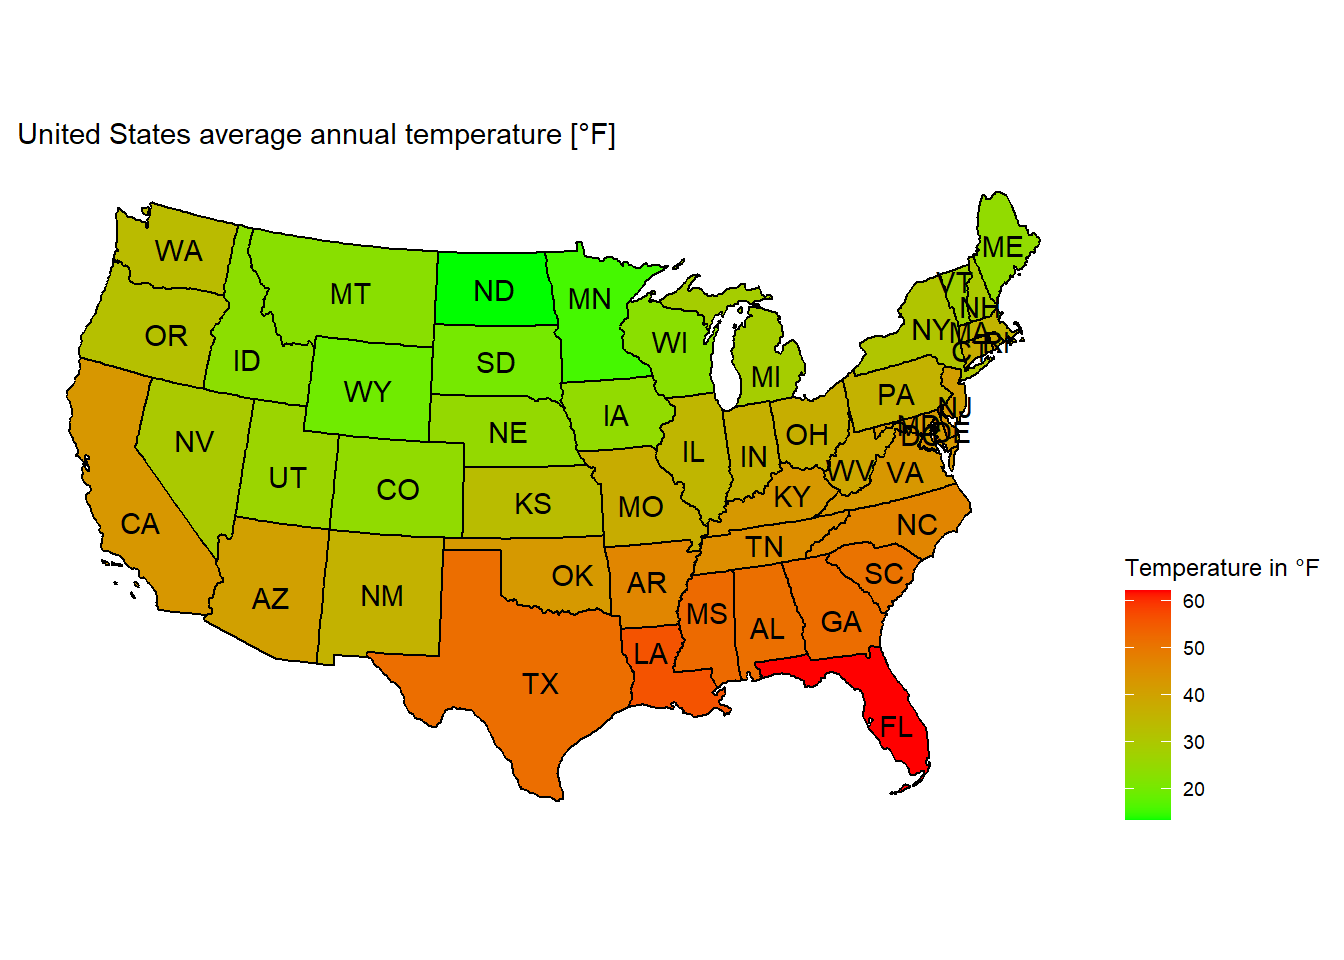 United States average annual temperature [°F]
ME
WA
VT
MT
ND
MN
NH
OR
NY
MA
WI
RI
CT
ID
SD
MI
WY
PA
IA
NJ
NE
MD
DE
OH
DC
NV
IL
IN
WV
VA
UT
CO
KY
KS
MO
CA
NC
TN
OK
SC
AR
AZ
NM
MS
GA
AL
LA
TX
FL
Temperature in °F
60
50
40
30
20